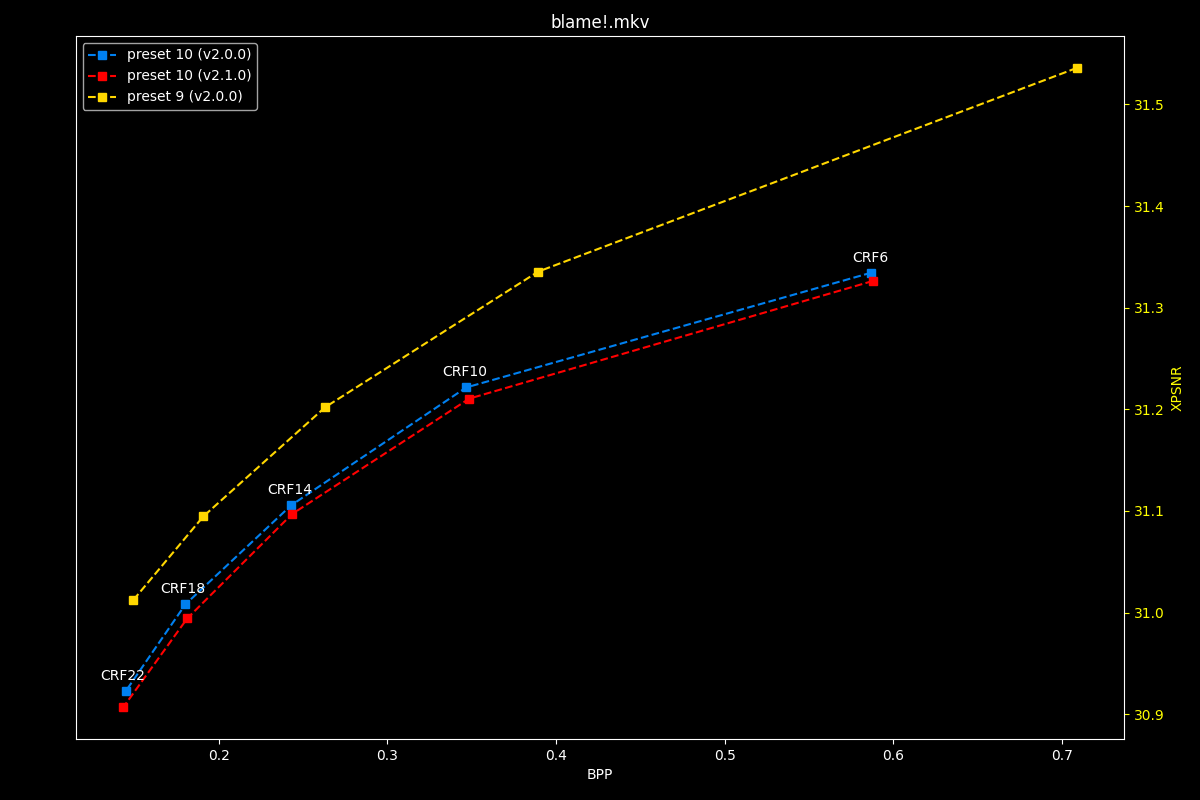 blame!.mkv
preset 10 (v2.0.0)
preset 10 (v2.1.0)
preset 9 (v2.0.0)
CRF6
CRF10
CRF14
CRF18
CRF22
31.5
31.4
31.3
31.2
31.1
31.0
30.9
XPSNR
0.2 0.3 0.4 0.5 0.6 0.7
BPP